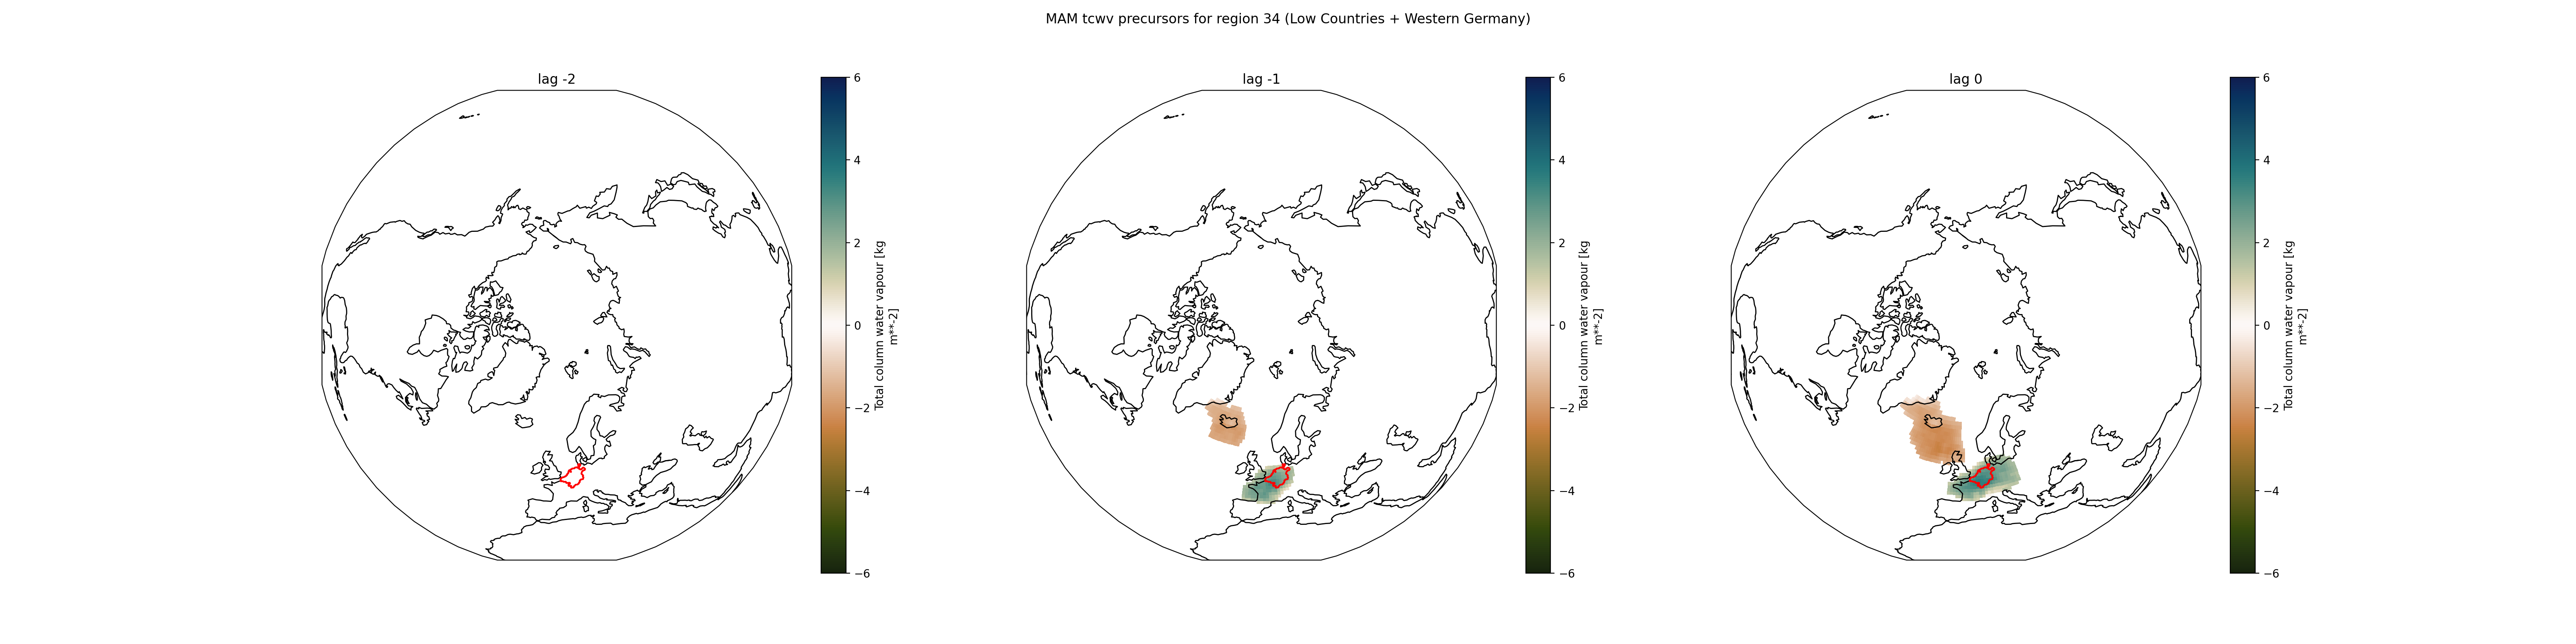 MAM tcwv precursors for region 34 (Low Countries + Western Germany)
lag -2
6
4
2
0
−2
−4
−6
Total column water vapour [kg
m**-2]
lag -1
6
4
2
0
−2
−4
−6
Total column water vapour [kg
m**-2]
lag 0
6
4
2
0
−2
−4
−6
Total column water vapour [kg
m**-2]